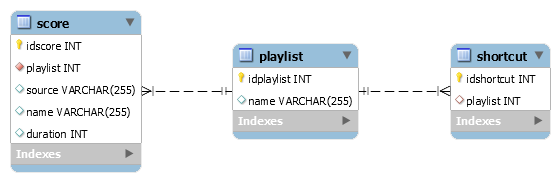 score
idscore INT
playlist INT
source VARCHAR(255)
name VARCHAR(255)
duration INT
Indexes
playlist
idplaylist INT
name VARCHAR(255)
Indexes
shortcut
idshortcut INT
playlist INT
Indexes